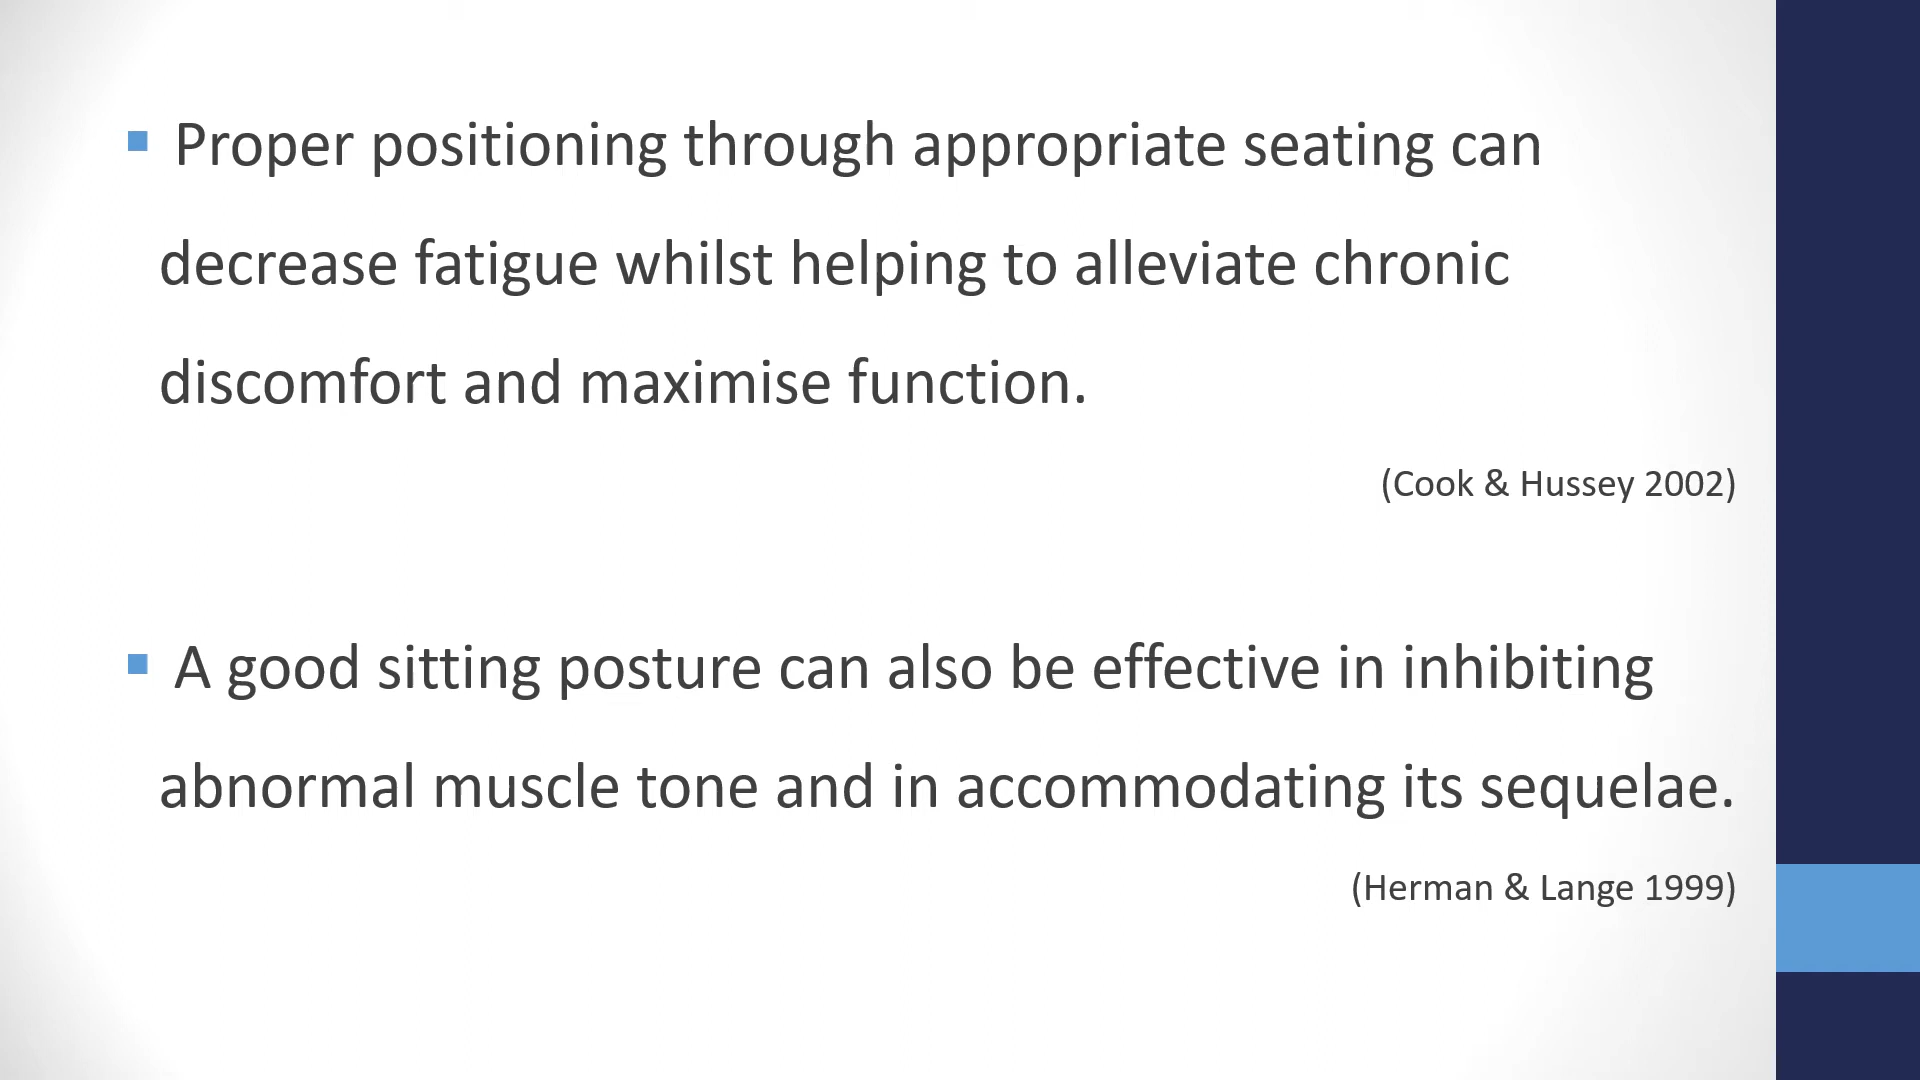 ▪ Proper positioning through appropriate seating can
decrease fatigue whilst helping to alleviate chronic
discomfort and maximise function.
(Cook & Hussey 2002)
▪ A good sitting posture can also be effective in inhibiting
abnormal muscle tone and in accommodating its sequelae.
(Herman & Lange 1999)